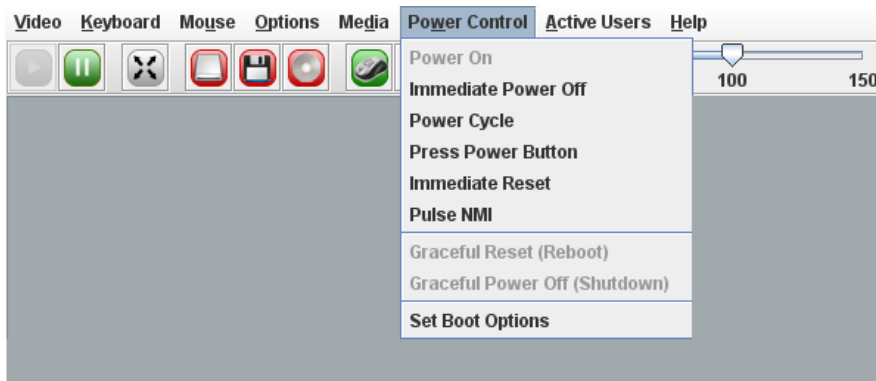 Video Keyboard Mouse Options Media Power Control Active Users Help
Power On
100 150
Immediate Power Off
Power Cycle
Press Power Button
Immediate Reset
Pulse NMI
Graceful Reset (Reboot)
Graceful Power Off (Shutdown)
Set Boot Options